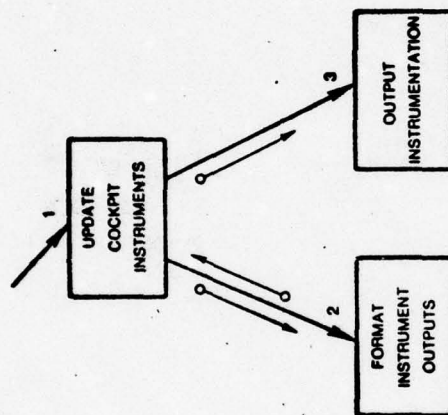 1
UPDATE
COCKPIT
INSTRUMENTS
2
3
FORMAT
INSTRUMENT
OUTPUTS
OUTPUT
INSTRUMENTATION